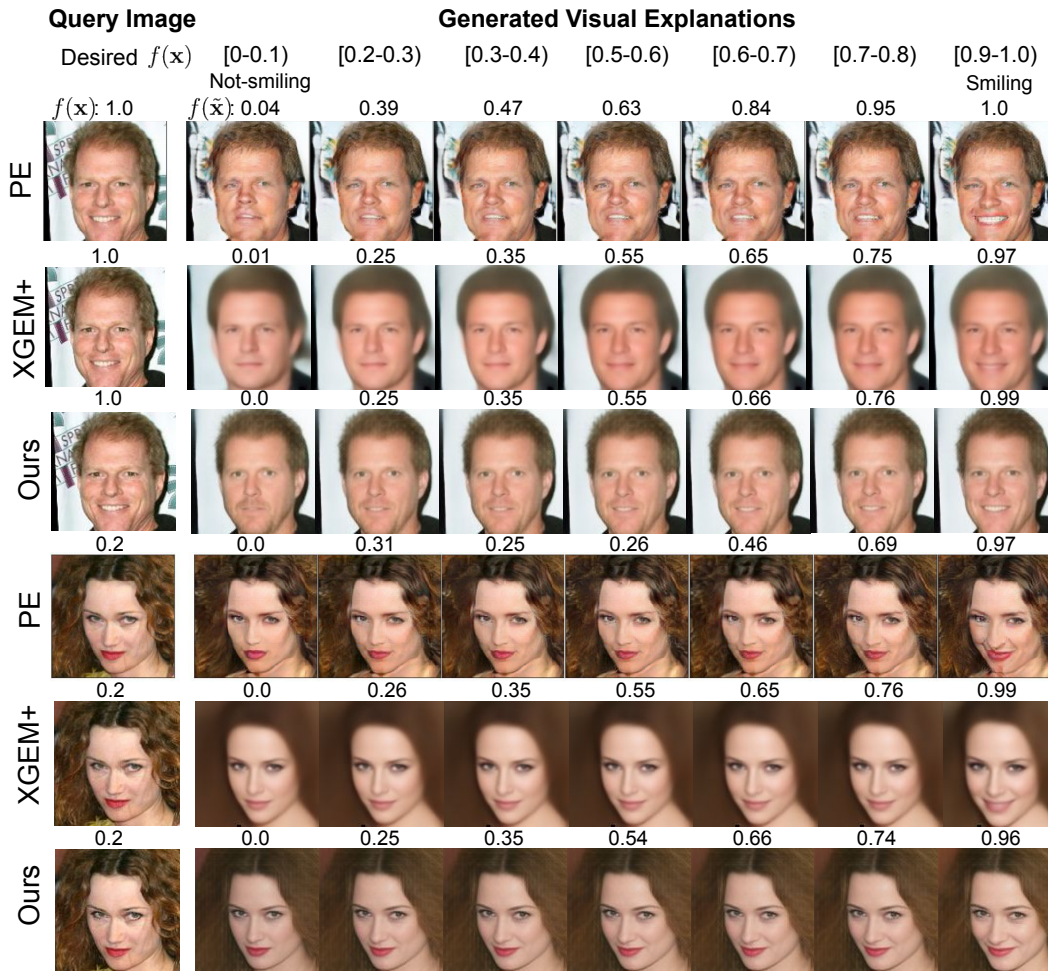 Query Image Generated Visual Explanations
Desired f(x) [0-0.1) [0.2-0.3) [0.3-0.4) [0.5-0.6) [0.6-0.7) [0.7-0.8) [0.9-1.0)
Not-smiling Smiling
f(x): 1.0 f(x̃): 0.04 0.39 0.47 0.63 0.84 0.95 1.0
PE
1.0 0.01 0.25 0.35 0.55 0.65 0.75 0.97
XGEM+
1.0 0.0 0.25 0.35 0.55 0.66 0.76 0.99
Ours
0.2 0.0 0.31 0.25 0.26 0.46 0.69 0.97
PE
0.2 0.0 0.26 0.35 0.55 0.65 0.76 0.99
XGEM+
0.2 0.0 0.25 0.35 0.54 0.66 0.74 0.96
Ours